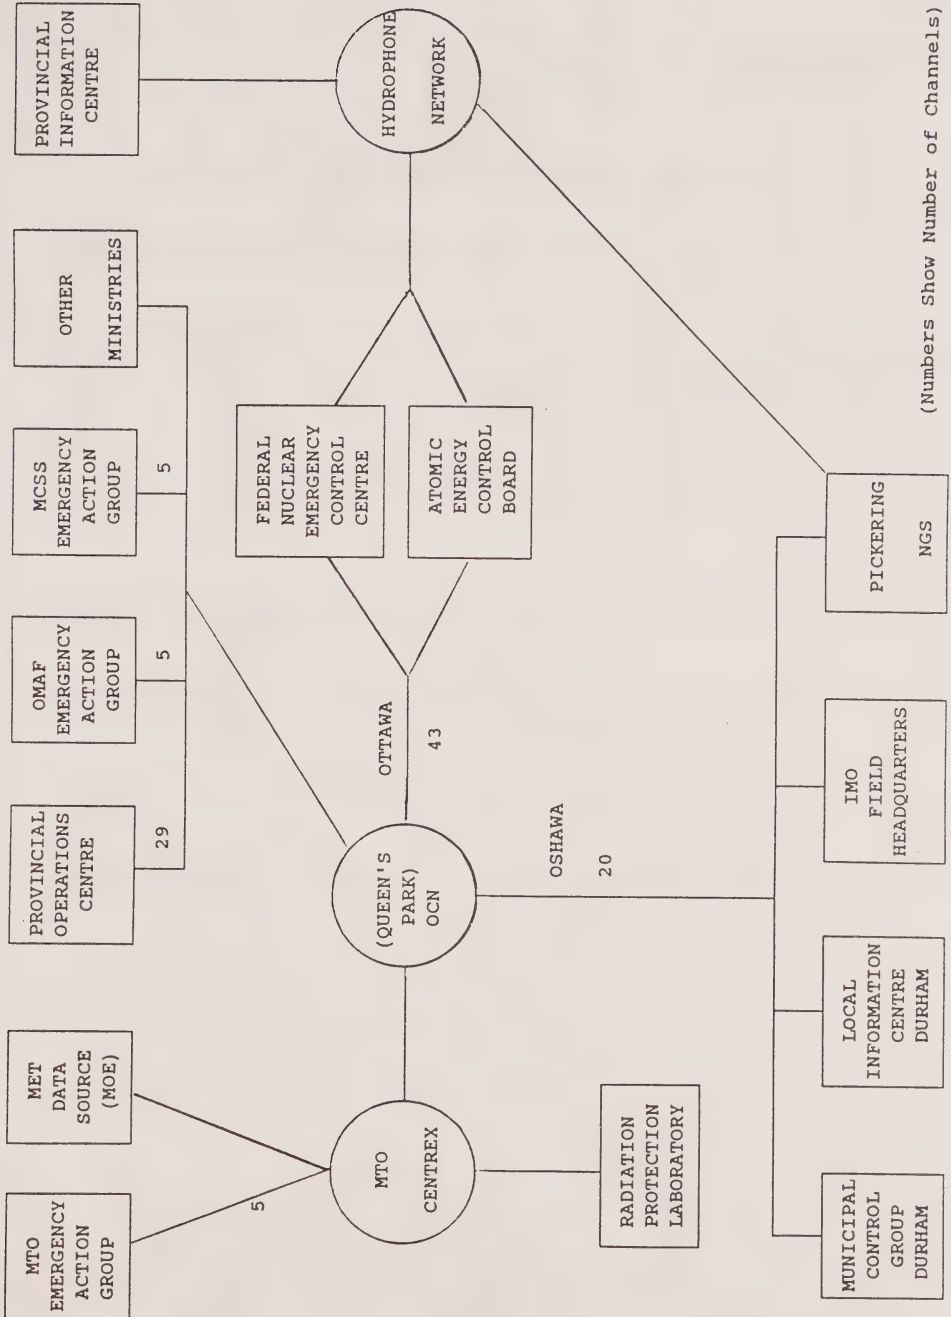 MTO
EMERGENCY
ACTION
GROUP
MET
DATA
SOURCE
(MOE)
PROVINCIAL
OPERATIONS
CENTRE
OMAF
EMERGENCY
ACTION
GROUP
MCSS
EMERGENCY
ACTION
GROUP
OTHER
MINISTRIES
PROVINCIAL
INFORMATION
CENTRE
29
5
5
5
FEDERAL
NUCLEAR
EMERGENCY
CONTROL
CENTRE
MTO
CENTREX
(QUEEN'S
PARK)
OCN
OTTAWA
43
ATOMIC
ENERGY
CONTROL
BOARD
HYDROPHONE
NETWORK
OSHAWA
20
RADIATION
PROTECTION
LABORATORY
MUNICIPAL
CONTROL
GROUP
DURHAM
LOCAL
INFORMATION
CENTRE
DURHAM
IMO
FIELD
HEADQUARTERS
PICKERING
NGS
(Numbers Show Number of Channels)